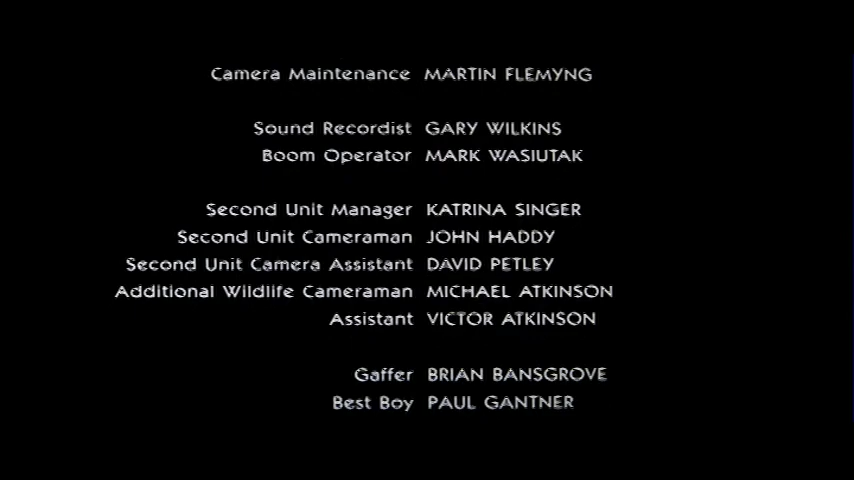 Camera Maintenance MARTIN FLEMYNG
Sound Recordist GARY WILKINS
Boom Operator MARK WASIUTAK
Second Unit Manager KATRINA SINGER
Second Unit Cameraman JOHN HADDY
Second Unit Camera Assistant DAVID PETLEY
Additional Wildlife Cameraman MICHAEL ATKINSON
Assistant VICTOR ATKINSON
Gaffer BRIAN BANSGROVE
Best Boy PAUL GANTNER